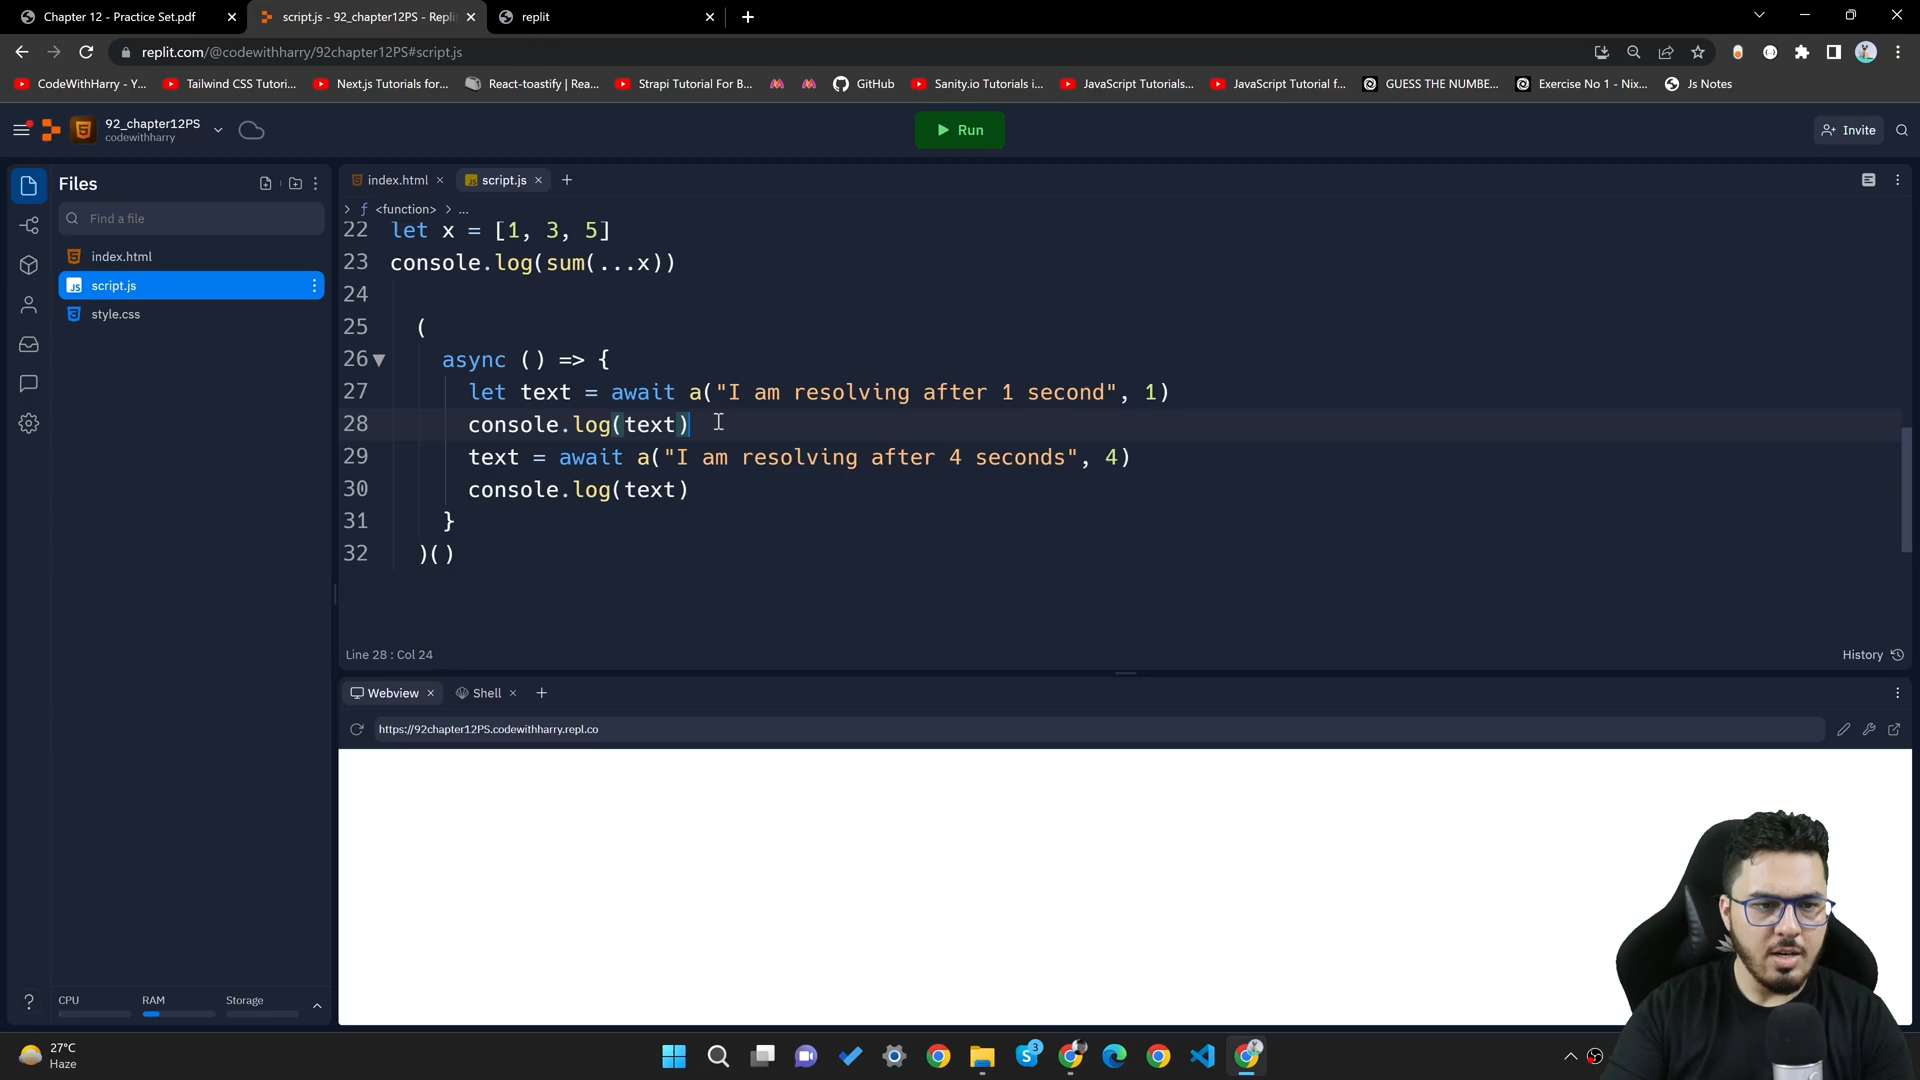 Chapter 12 - Practice Set.pdf
script.js - 92_chapter12PS - Repli
replit
replit.com/@codewithharry/92chapter12PS#script.js
CodeWithHarry - Y...
Tailwind CSS Tutori...
Next.js Tutorials for...
React-toastify | Rea...
Strapi Tutorial For B...
GitHub
Sanity.io Tutorials i...
JavaScript Tutorials...
JavaScript Tutorial f...
GUESS THE NUMBE...
Exercise No 1 - Nix...
Js Notes
92_chapter12PS
codewithharry
Run
Invite
Files
Find a file
index.html
script.js
style.css
index.html
script.js
<function> > ...
22 let x = [1, 3, 5]
23 console.log(sum(...x))
24
25 (
26 async () => {
27 let text = await a("I am resolving after 1 second", 1)
28 console.log(text)
29 text = await a("I am resolving after 4 seconds", 4)
30 console.log(text)
31 }
32 )()
Line 28 : Col 24
History
Webview
Shell
https://92chapter12PS.codewithharry.repl.co
CPU
RAM
Storage
27°C
Haze
3